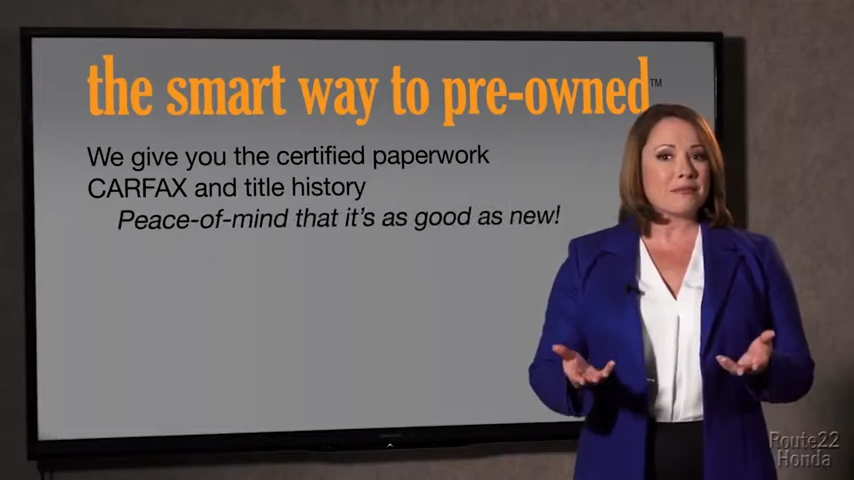 the smart way to pre-owned™
We give you the certified paperwork
CARFAX and title history
Peace-of-mind that it's as good as new!
Route22
Honda